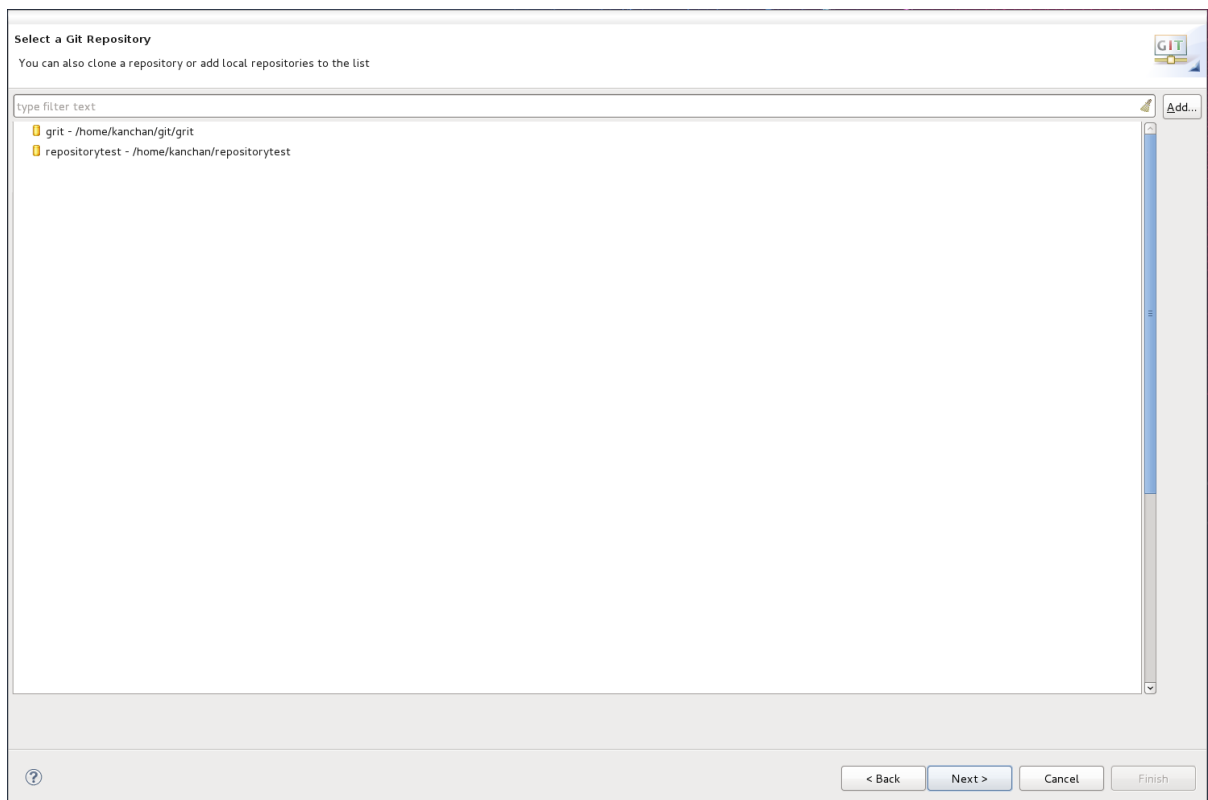 Select a Git Repository
You can also clone a repository or add local repositories to the list
GIT
type filter text
Add...
grit - /home/kanchan/git/grit
repositorytest - /home/kanchan/repositorytest
?
< Back
Next >
Cancel
Finish